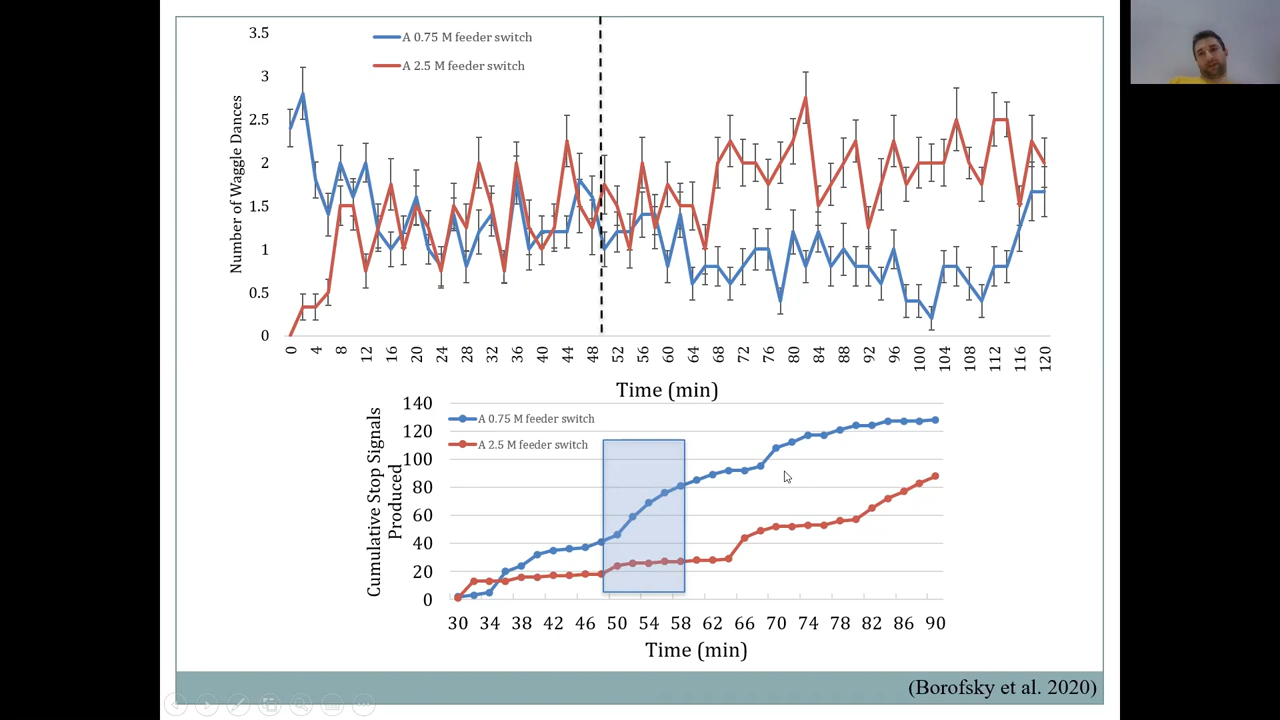 3.5
3
2.5
2
1.5
1
0.5
0
Number of Waggle Dances
A 0.75 M feeder switch
A 2.5 M feeder switch
0 4 8 12 16 20 24 28 32 36 40 44 48 52 56 60 64 68 72 76 80 84 88 92 96 100 104 108 112 116 120
Time (min)
140
120
100
80
60
40
20
0
Cumulative Stop Signals
Produced
A 0.75 M feeder switch
A 2.5 M feeder switch
30 34 38 42 46 50 54 58 62 66 70 74 78 82 86 90
Time (min)
(Borofsky et al. 2020)